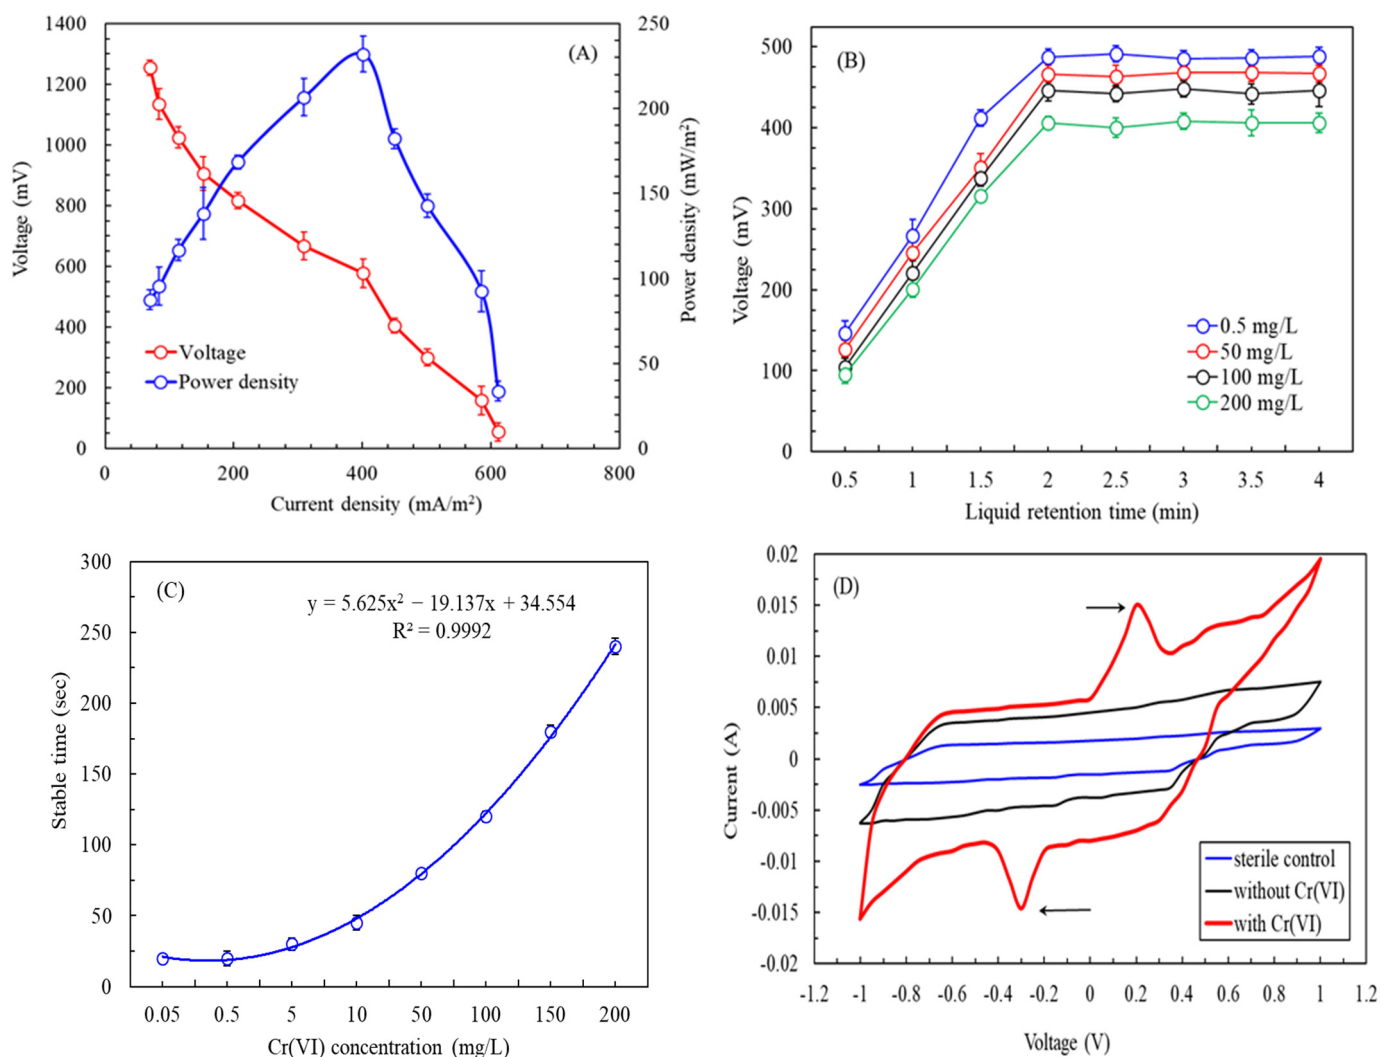 (A)
Voltage (mV)
1400
1200
1000
800
600
400
200
0
250
200
150
100
50
0
Power density (mW/m²)
Voltage
Power density
0 200 400 600 800
Current density (mA/m²)
(B)
Voltage (mV)
500
400
300
200
100
0
0.5 mg/L
50 mg/L
100 mg/L
200 mg/L
0.5 1 1.5 2 2.5 3 3.5 4
Liquid retention time (min)
(C)
y = 5.625x² − 19.137x + 34.554
R² = 0.9992
Stable time (sec)
300
250
200
150
100
50
0
0.05 0.5 5 10 50 100 150 200
Cr(VI) concentration (mg/L)
(D)
Current (A)
0.02
0.015
0.01
0.005
0
-0.005
-0.01
-0.015
-0.02
sterile control
without Cr(VI)
with Cr(VI)
-1.2 -1 -0.8 -0.6 -0.4 -0.2 0 0.2 0.4 0.6 0.8 1 1.2
Voltage (V)